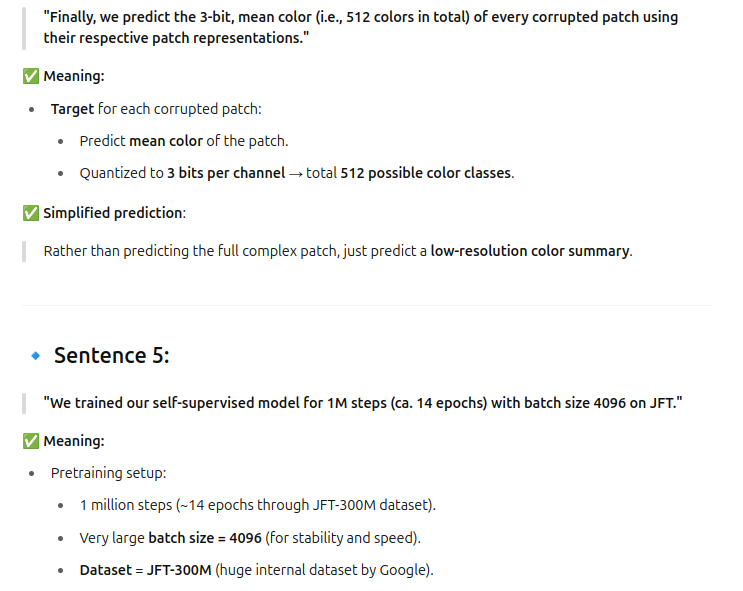 "Finally, we predict the 3-bit, mean color (i.e., 512 colors in total) of every corrupted patch using
their respective patch representations."
✅ Meaning:
• Target for each corrupted patch:
• Predict mean color of the patch.
• Quantized to 3 bits per channel → total 512 possible color classes.
✅ Simplified prediction:
Rather than predicting the full complex patch, just predict a low-resolution color summary.
🔹 Sentence 5:
"We trained our self-supervised model for 1M steps (ca. 14 epochs) with batch size 4096 on JFT."
✅ Meaning:
• Pretraining setup:
• 1 million steps (~14 epochs through JFT-300M dataset).
• Very large batch size = 4096 (for stability and speed).
• Dataset = JFT-300M (huge internal dataset by Google).